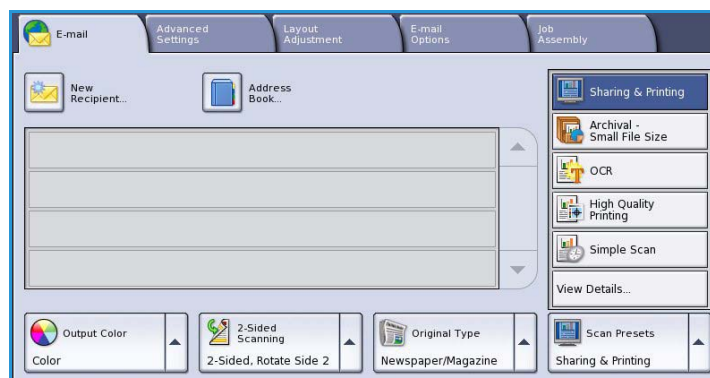 E-mail
Advanced
Settings
Layout
Adjustment
E-mail
Options
Job
Assembly
New
Recipient...
Address
Book...
Sharing & Printing
Archival -
Small File Size
OCR
High Quality
Printing
Simple Scan
View Details...
Output Color
Color
2-Sided
Scanning
2-Sided, Rotate Side 2
Original Type
Newspaper/Magazine
Scan Presets
Sharing & Printing